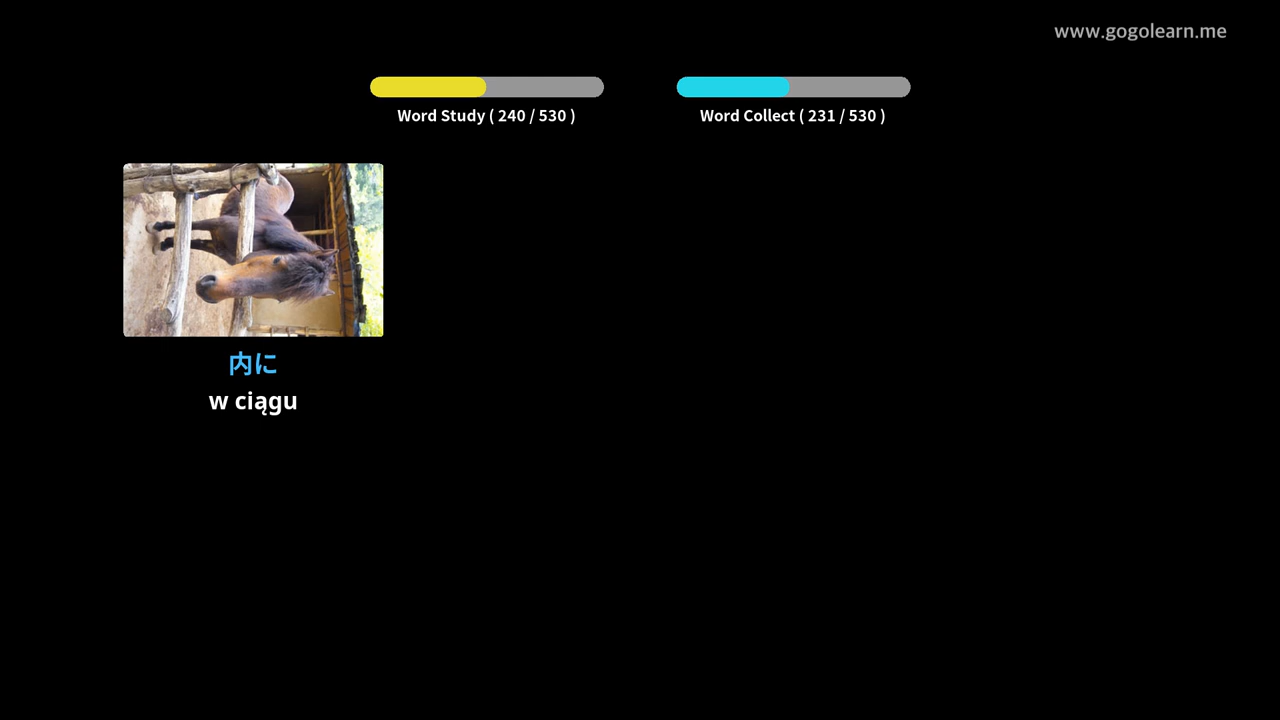 www.gogolearn.me
Word Study ( 240 / 530 )
Word Collect ( 231 / 530 )
内に
w ciągu